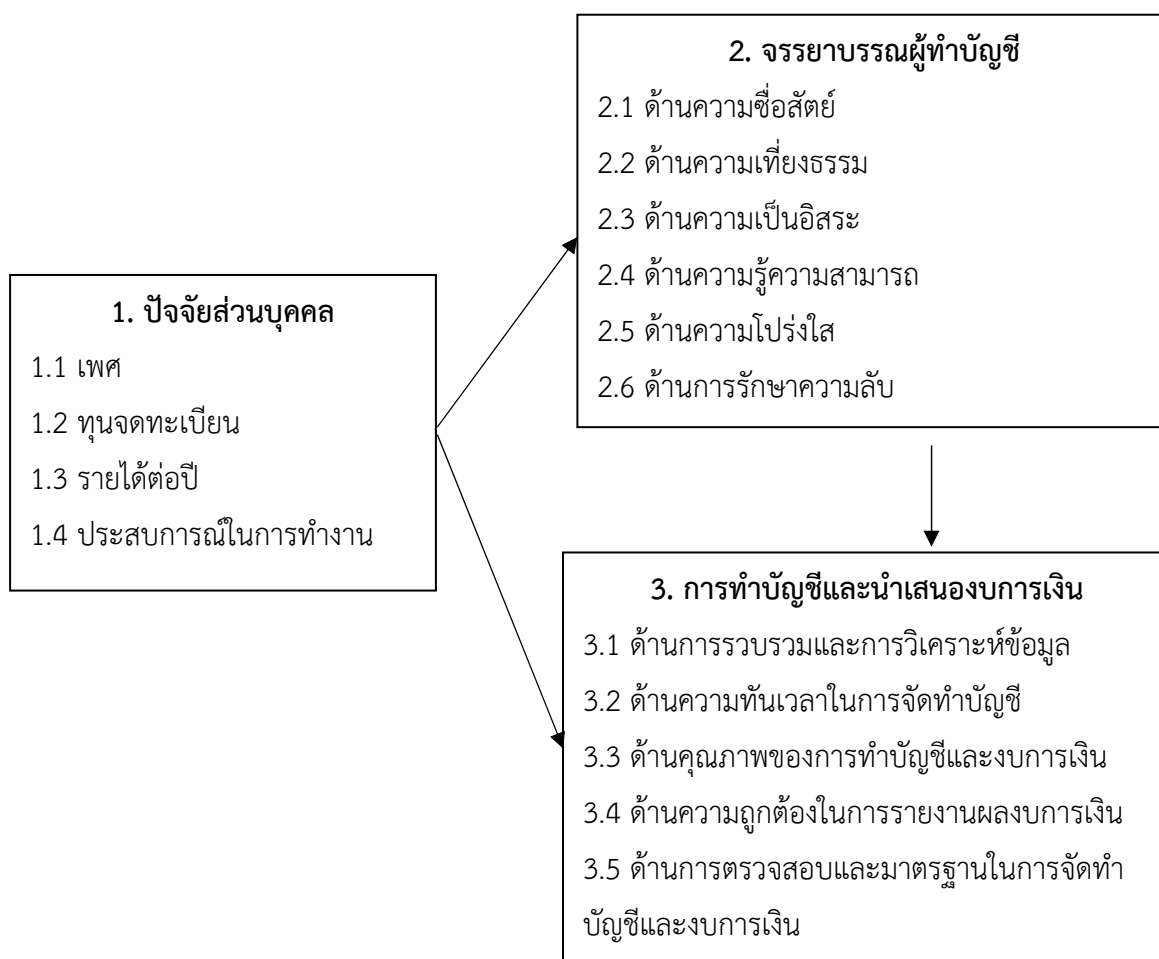 2. จรรยาบรรณผู้ทำบัญชี
2.1 ด้านความซื่อสัตย์
2.2 ด้านความเที่ยงธรรม
2.3 ด้านความเป็นอิสระ
2.4 ด้านความรู้ความสามารถ
2.5 ด้านความโปร่งใส
2.6 ด้านการรักษาความลับ
1. ปัจจัยส่วนบุคคล
1.1 เพศ
1.2 ทุนจดทะเบียน
1.3 รายได้ต่อปี
1.4 ประสบการณ์ในการทำงาน
3. การทำบัญชีและนำเสนองบการเงิน
3.1 ด้านการรวบรวมและการวิเคราะห์ข้อมูล
3.2 ด้านความทันเวลาในการจัดทำบัญชี
3.3 ด้านคุณภาพของการทำบัญชีและงบการเงิน
3.4 ด้านความถูกต้องในการรายงานผลงบการเงิน
3.5 ด้านการตรวจสอบและมาตรฐานในการจัดทำ
บัญชีและงบการเงิน